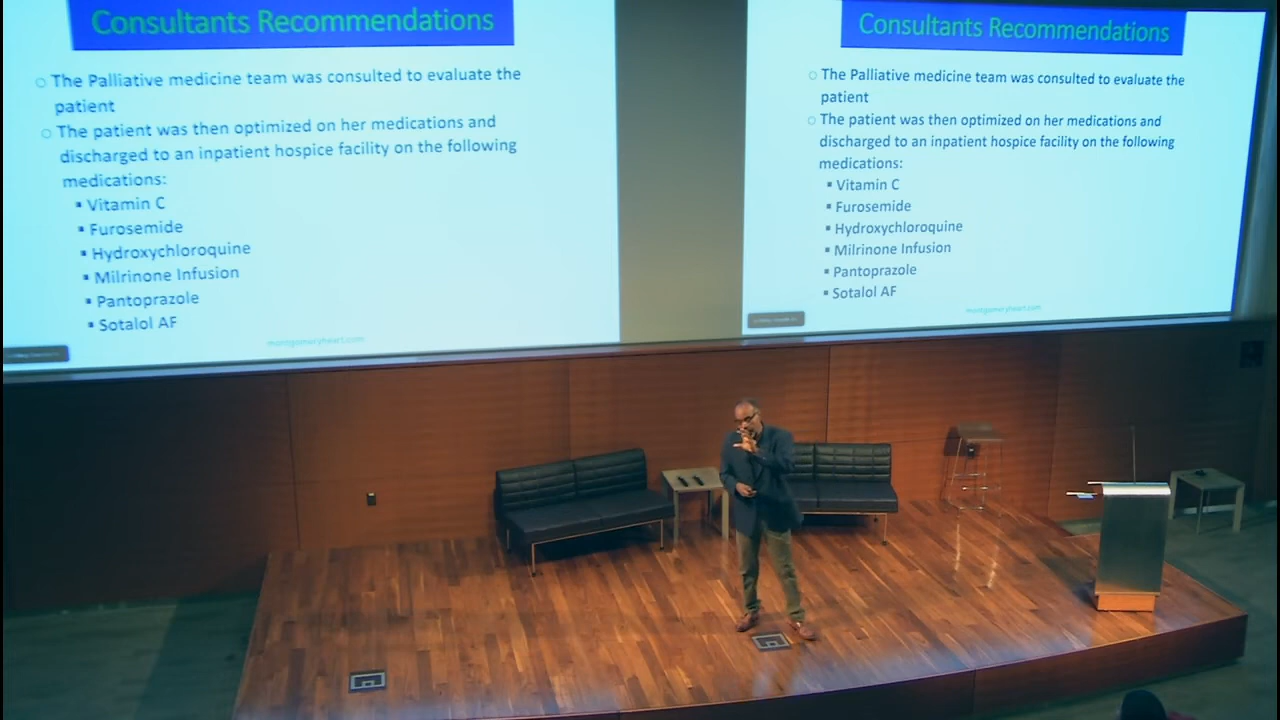 Consultants Recommendations
○ The Palliative medicine team was consulted to evaluate the
patient
○ The patient was then optimized on her medications and
discharged to an inpatient hospice facility on the following
medications:
▪ Vitamin C
▪ Furosemide
▪ Hydroxychloroquine
▪ Milrinone Infusion
▪ Pantoprazole
▪ Sotalol AF
montgomeryheart.com
Consultants Recommendations
○ The Palliative medicine team was consulted to evaluate the
patient
○ The patient was then optimized on her medications and
discharged to an inpatient hospice facility on the following
medications:
▪ Vitamin C
▪ Furosemide
▪ Hydroxychloroquine
▪ Milrinone Infusion
▪ Pantoprazole
▪ Sotalol AF
montgomeryheart.com